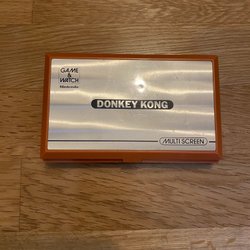 GAME
&
WATCH
Nintendo
DONKEY KONG
MULTI SCREEN